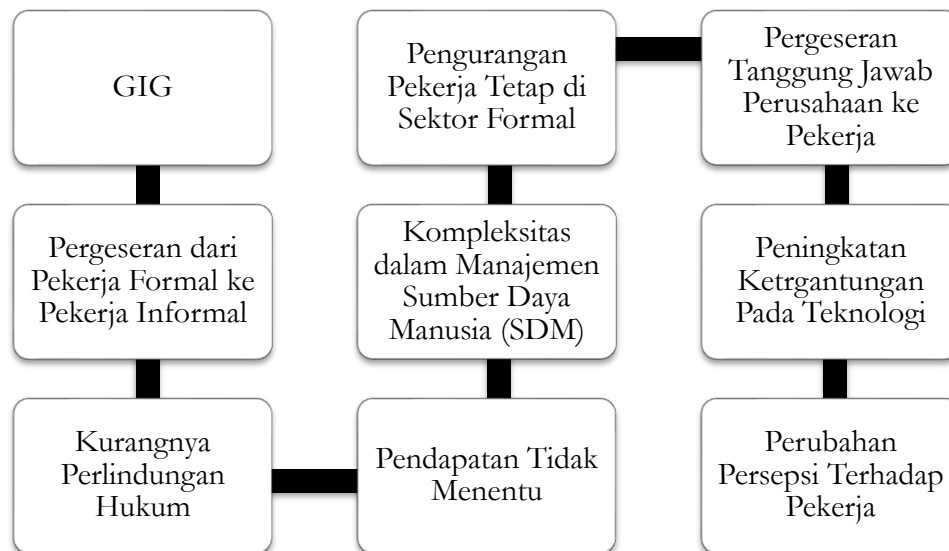 GIG
Pergeseran dari
Pekerja Formal ke
Pekerja Informal
Kurangnya
Perlindungan
Hukum
Pendapatan Tidak
Menentu
Kompleksitas
dalam Manajemen
Sumber Daya
Manusia (SDM)
Pengurangan
Pekerja Tetap di
Sektor Formal
Pergeseran
Tanggung Jawab
Perusahaan ke
Pekerja
Peningkatan
Ketrgantungan
Pada Teknologi
Perubahan
Persepsi Terhadap
Pekerja